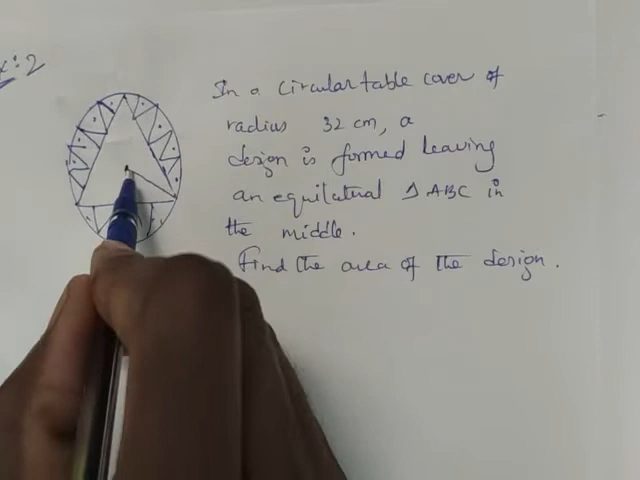 x:2
In a circular table cover of
radius 32 cm, a
design is formed leaving
an equilatual △ ABC in
the middle.
Find the area of the design.